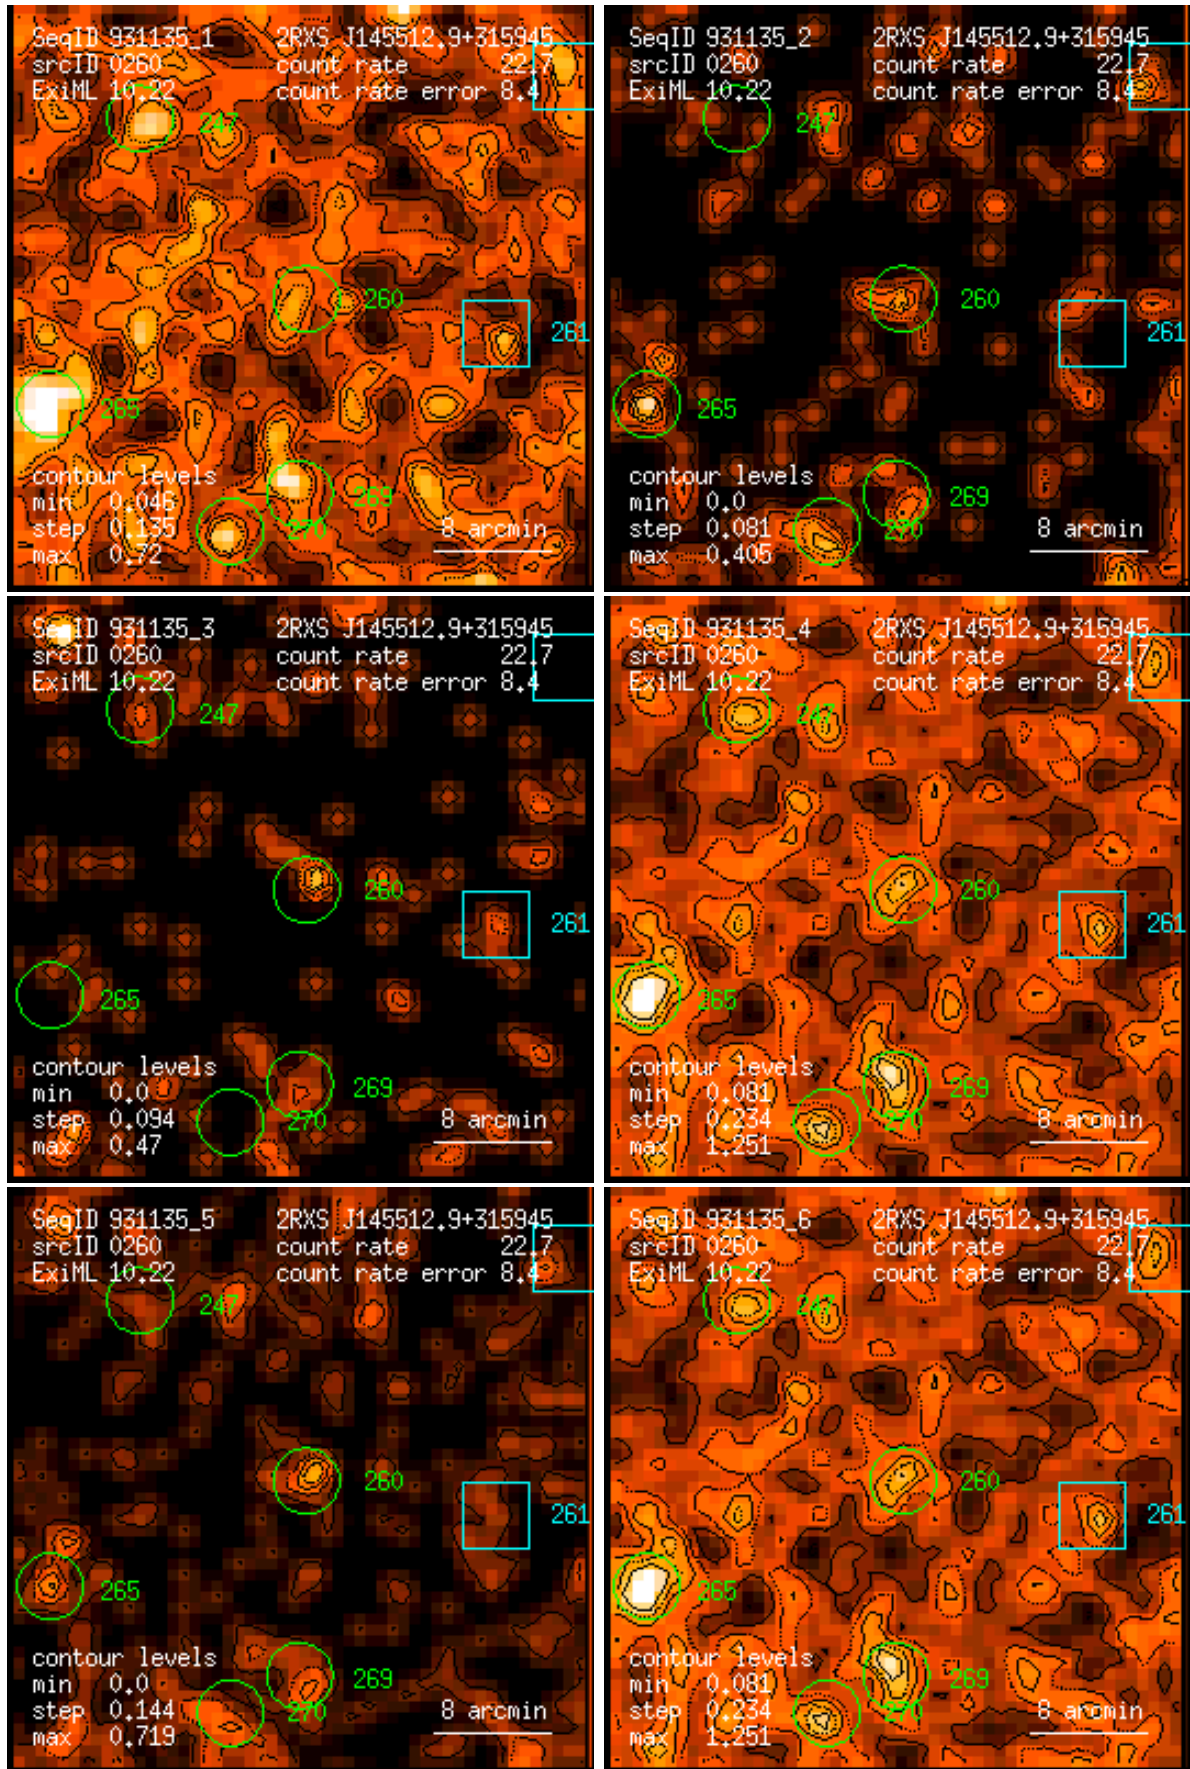 SeqID 931135_1 2RXS J145512.9+315945
srcID 0260 count rate 22.7
ExiML 10.22 count rate error 8.4
247
260
261
265
contour levels
min 0.046
269
step 0.135
270 8 arcmin
max 0.72
SeqID 931135_2 2RXS J145512.9+315945
srcID 0260 count rate 22.7
ExiML 10.22 count rate error 8.4
247
260
261
265
contour levels
min 0.0
269
step 0.081
270 8 arcmin
max 0.405
SeqID 931135_3 2RXS J145512.9+315945
srcID 0260 count rate 22.7
ExiML 10.22 count rate error 8.4
247
260
261
265
contour levels
min 0.0
269
step 0.094
270 8 arcmin
max 0.47
SeqID 931135_4 2RXS J145512.9+315945
srcID 0260 count rate 22.7
ExiML 10.22 count rate error 8.4
247
260
261
265
contour levels
min 0.081
269
step 0.234
270 8 arcmin
max 1.251
SeqID 931135_5 2RXS J145512.9+315945
srcID 0260 count rate 22.7
ExiML 10.22 count rate error 8.4
247
260
261
265
contour levels
min 0.0
269
step 0.144
270 8 arcmin
max 0.719
SeqID 931135_6 2RXS J145512.9+315945
srcID 0260 count rate 22.7
ExiML 10.22 count rate error 8.4
247
260
261
265
contour levels
min 0.081
269
step 0.234
270 8 arcmin
max 1.251